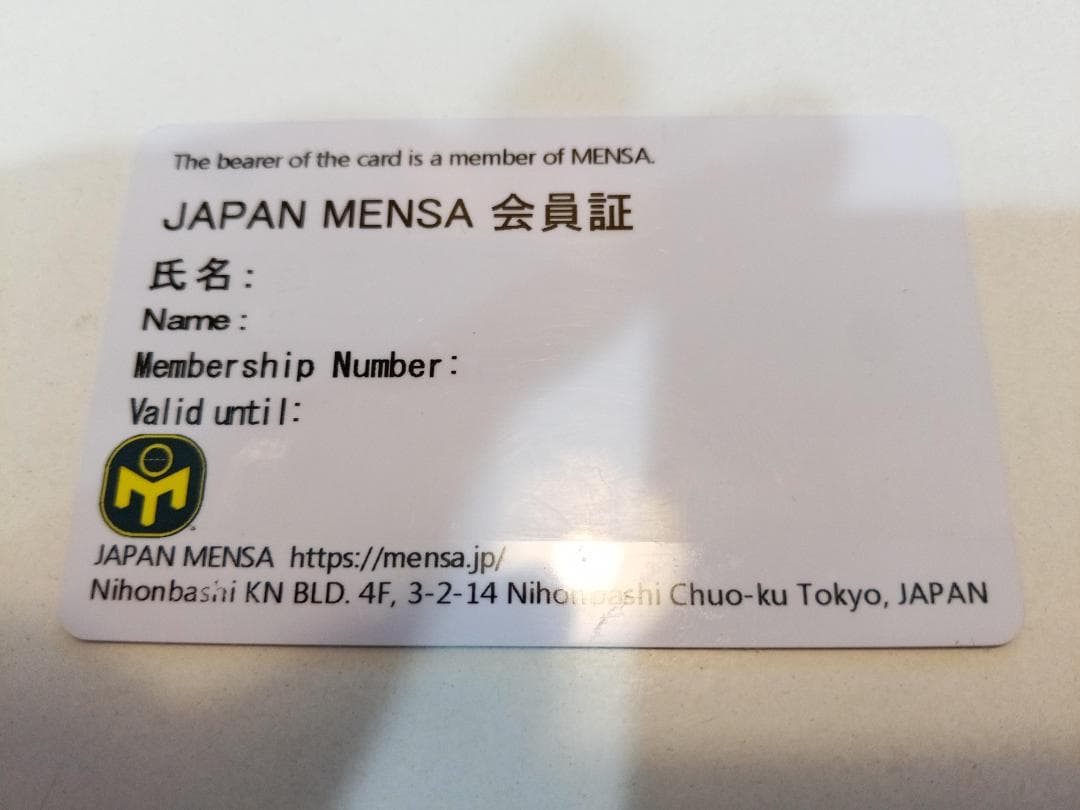 The bearer of the card is a member of MENSA.
JAPAN MENSA 会員証
氏名:
Name:
Membership Number:
Valid until:
JAPAN MENSA https://mensa.jp/
Nihonbashi KN BLD. 4F, 3-2-14 Nihonbashi Chuo-ku Tokyo, JAPAN